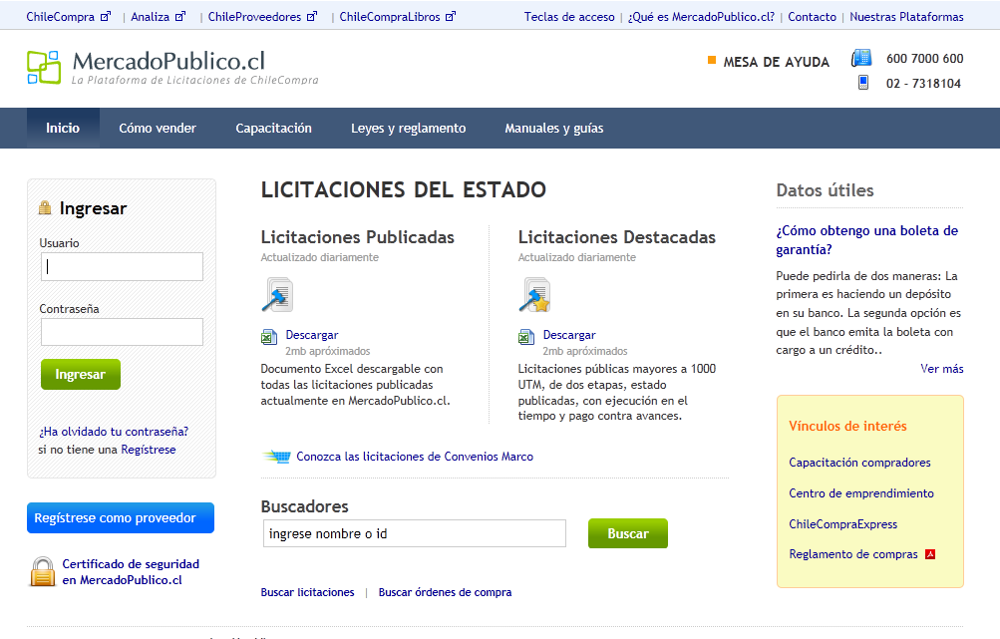 ChileCompra | Analiza | ChileProveedores | ChileCompraLibros
Teclas de acceso | ¿Qué es MercadoPublico.cl? | Contacto | Nuestras Plataformas
MercadoPublico.cl
La Plataforma de Licitaciones de ChileCompra
MESA DE AYUDA
600 7000 600
02 - 7318104
Inicio
Cómo vender
Capacitación
Leyes y reglamento
Manuales y guías
Ingresar
Usuario
Contraseña
Ingresar
¿Ha olvidado tu contraseña?
si no tiene una Regístrese
Regístrese como proveedor
Certificado de seguridad
en MercadoPublico.cl
LICITACIONES DEL ESTADO
Licitaciones Publicadas
Actualizado diariamente
Descargar
2mb apróximados
Documento Excel descargable con
todas las licitaciones publicadas
actualmente en MercadoPublico.cl.
Licitaciones Destacadas
Actualizado diariamente
Descargar
2mb apróximados
Licitaciones públicas mayores a 1000
UTM, de dos etapas, estado
publicadas, con ejecución en el
tiempo y pago contra avances.
Conozca las licitaciones de Convenios Marco
Buscadores
ingrese nombre o id
Buscar
Buscar licitaciones | Buscar órdenes de compra
Datos útiles
¿Cómo obtengo una boleta de
garantía?
Puede pedirla de dos maneras: La
primera es haciendo un depósito
en su banco. La segunda opción es
que el banco emita la boleta con
cargo a un crédito..
Ver más
Vínculos de interés
Capacitación compradores
Centro de emprendimiento
ChileCompraExpress
Reglamento de compras